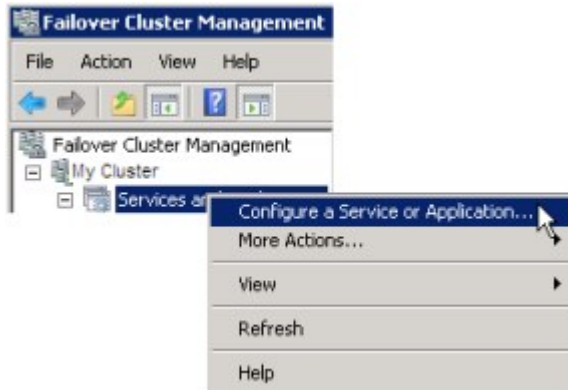 Failover Cluster Management
File Action View Help
Failover Cluster Management
My Cluster
Services
Configure a Service or Application...
More Actions...
View
Refresh
Help